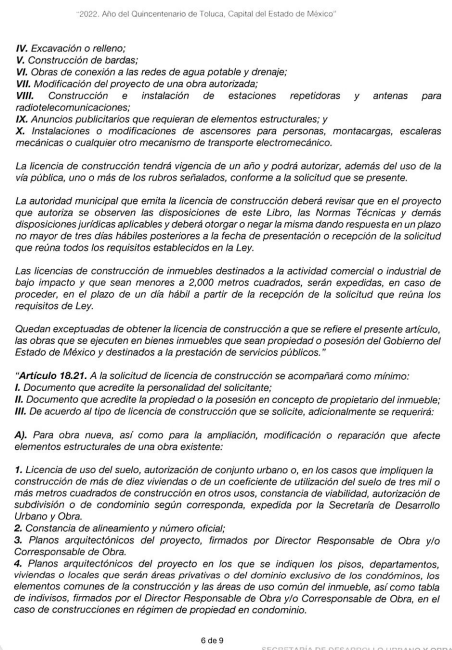 "2022. Año del Quincentenario de Toluca, Capital del Estado de México"
IV. Excavación o relleno;
V. Construcción de bardas;
VI. Obras de conexión a las redes de agua potable y drenaje;
VII. Modificación del proyecto de una obra autorizada;
VIII. Construcción e instalación de estaciones repetidoras y antenas para
radiotelecomunicaciones;
IX. Anuncios publicitarios que requieran de elementos estructurales; y
X. Instalaciones o modificaciones de ascensores para personas, montacargas, escaleras
mecánicas o cualquier otro mecanismo de transporte electromecánico.
La licencia de construcción tendrá vigencia de un año y podrá autorizar, además del uso de la
vía pública, uno o más de los rubros señalados, conforme a la solicitud que se presente.
La autoridad municipal que emita la licencia de construcción deberá revisar que en el proyecto
que autoriza se observen las disposiciones de este Libro, las Normas Técnicas y demás
disposiciones jurídicas aplicables y deberá otorgar o negar la misma dando respuesta en un plazo
no mayor de tres días hábiles posteriores a la fecha de presentación o recepción de la solicitud
que reúna todos los requisitos establecidos en la Ley.
Las licencias de construcción de inmuebles destinados a la actividad comercial o industrial de
bajo impacto y que sean menores a 2,000 metros cuadrados, serán expedidas, en caso de
proceder, en el plazo de un día hábil a partir de la recepción de la solicitud que reúna los
requisitos de Ley.
Quedan exceptuadas de obtener la licencia de construcción a que se refiere el presente artículo,
las obras que se ejecuten en bienes inmuebles que sean propiedad o posesión del Gobierno del
Estado de México y destinados a la prestación de servicios públicos."
"Artículo 18.21. A la solicitud de licencia de construcción se acompañará como mínimo:
I. Documento que acredite la personalidad del solicitante;
II. Documento que acredite la propiedad o la posesión en concepto de propietario del inmueble;
III. De acuerdo al tipo de licencia de construcción que se solicite, adicionalmente se requerirá:
A). Para obra nueva, así como para la ampliación, modificación o reparación que afecte
elementos estructurales de una obra existente:
1. Licencia de uso del suelo, autorización de conjunto urbano o, en los casos que impliquen la
construcción de más de diez viviendas o de un coeficiente de utilización del suelo de tres mil o
más metros cuadrados de construcción en otros usos, constancia de viabilidad, autorización de
subdivisión o de condominio según corresponda, expedida por la Secretaría de Desarrollo
Urbano y Obra.
2. Constancia de alineamiento y número oficial;
3. Planos arquitectónicos del proyecto, firmados por Director Responsable de Obra y/o
Corresponsable de Obra.
4. Planos arquitectónicos del proyecto en los que se indiquen los pisos, departamentos,
viviendas o locales que serán áreas privativas o del dominio exclusivo de los condóminos, los
elementos comunes de la construcción y las áreas de uso común del inmueble, así como tabla
de indivisos, firmados por el Director Responsable de Obra y/o Corresponsable de Obra, en el
caso de construcciones en régimen de propiedad en condominio.
6 de 9